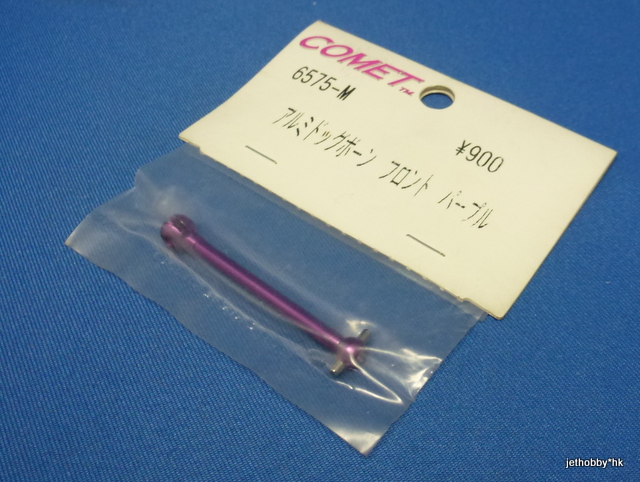 COMET™
6575-M
¥900
アルミドッグボーン フロント パープル
jethobby*hk